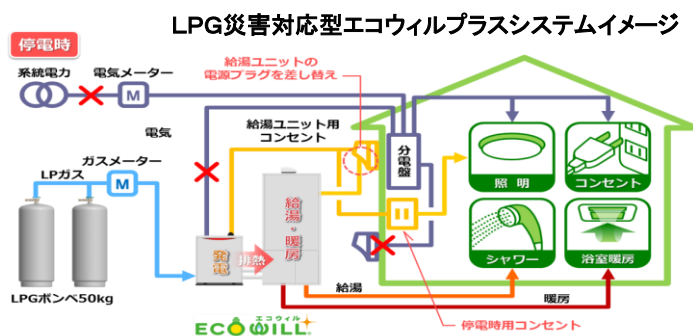 LPG災害対応型エコウィルプラスシステムイメージ
停電時
系統電力
電気メーター
M
給湯ユニットの
電源プラグを差し替え
電気
給湯ユニット用
コンセント
分電盤
照明
コンセント
ガスメーター
LPガス
M
給湯・暖房
発電
排熱
シャワー
浴室暖房
LPGボンベ50kg
給湯
暖房
エコウィル
ECOWILL
停電時用コンセント